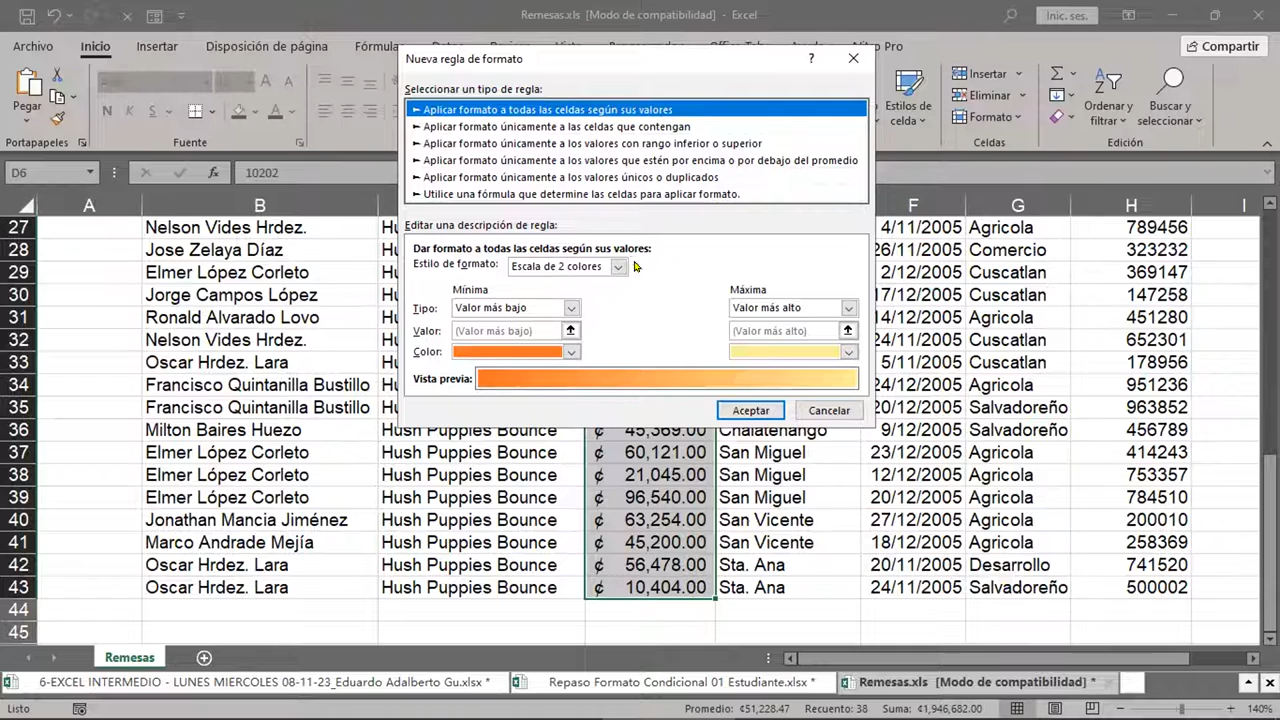 Remesas.xls [Modo de compatibilidad] - Excel
Inic. ses.
Archivo Inicio Insertar Disposición de página Fórmulas Nitro Pro Compartir
Nueva regla de formato ?
Seleccionar un tipo de regla:
► Aplicar formato a todas las celdas según sus valores
► Aplicar formato únicamente a las celdas que contengan
► Aplicar formato únicamente a los valores con rango inferior o superior
► Aplicar formato únicamente a los valores que estén por encima o por debajo del promedio
► Aplicar formato únicamente a los valores únicos o duplicados
► Utilice una fórmula que determine las celdas para aplicar formato.
Editar una descripción de regla:
Dar formato a todas las celdas según sus valores:
Estilo de formato: Escala de 2 colores
Mínima Máxima
Tipo: Valor más bajo Valor más alto
Valor: (Valor más bajo) (Valor más alto)
Color:
Vista previa:
Aceptar Cancelar
Pegar
N K S
Estilos de celda
Insertar
Eliminar
Formato
Ordenar y filtrar
Buscar y seleccionar
Portapapeles Fuente Celdas Edición
D6 fx 10202
A B F G H I
27 Nelson Vides Hrdez. Hu 4/11/2005 Agricola 789456
28 Jose Zelaya Díaz Hu 26/11/2005 Comercio 323232
29 Elmer López Corleto Hu 11/12/2005 Cuscatlan 369147
30 Jorge Campos López Hu 17/12/2005 Cuscatlan 147258
31 Ronald Alvarado Lovo Hu 4/12/2005 Agricola 451280
32 Nelson Vides Hrdez. Hu 24/12/2005 Cuscatlan 652301
33 Oscar Hrdez. Lara Hu 5/11/2005 Cuscatlan 178956
34 Francisco Quintanilla Bustillo Hu 10/12/2005 Agricola 951236
35 Francisco Quintanilla Bustillo Hu 20/12/2005 Salvadoreño 963852
36 Milton Baires Huezo Hush Puppies Bounce ¢ 45,369.00 Chalatenango 9/12/2005 Salvadoreño 456789
37 Elmer López Corleto Hush Puppies Bounce ¢ 60,121.00 San Miguel 23/12/2005 Agricola 414243
38 Elmer López Corleto Hush Puppies Bounce ¢ 21,045.00 San Miguel 12/12/2005 Agricola 753357
39 Elmer López Corleto Hush Puppies Bounce ¢ 96,540.00 San Miguel 20/12/2005 Agricola 784510
40 Jonathan Mancia Jiménez Hush Puppies Bounce ¢ 63,254.00 San Vicente 27/12/2005 Agricola 200010
41 Marco Andrade Mejía Hush Puppies Bounce ¢ 45,200.00 San Vicente 18/12/2005 Agricola 258369
42 Oscar Hrdez. Lara Hush Puppies Bounce ¢ 56,478.00 Sta. Ana 20/11/2005 Desarrollo 741520
43 Oscar Hrdez. Lara Hush Puppies Bounce ¢ 10,404.00 Sta. Ana 24/11/2005 Salvadoreño 500002
44
45
Remesas
6-EXCEL INTERMEDIO - LUNES MIERCOLES 08-11-23_Eduardo Adalberto Gu.xlsx * Repaso Formato Condicional 01 Estudiante.xlsx * Remesas.xls [Modo de compatibilidad] *
Listo Promedio: ¢51,228.47 Recuento: 38 Suma: ¢1,946,682.00 140%